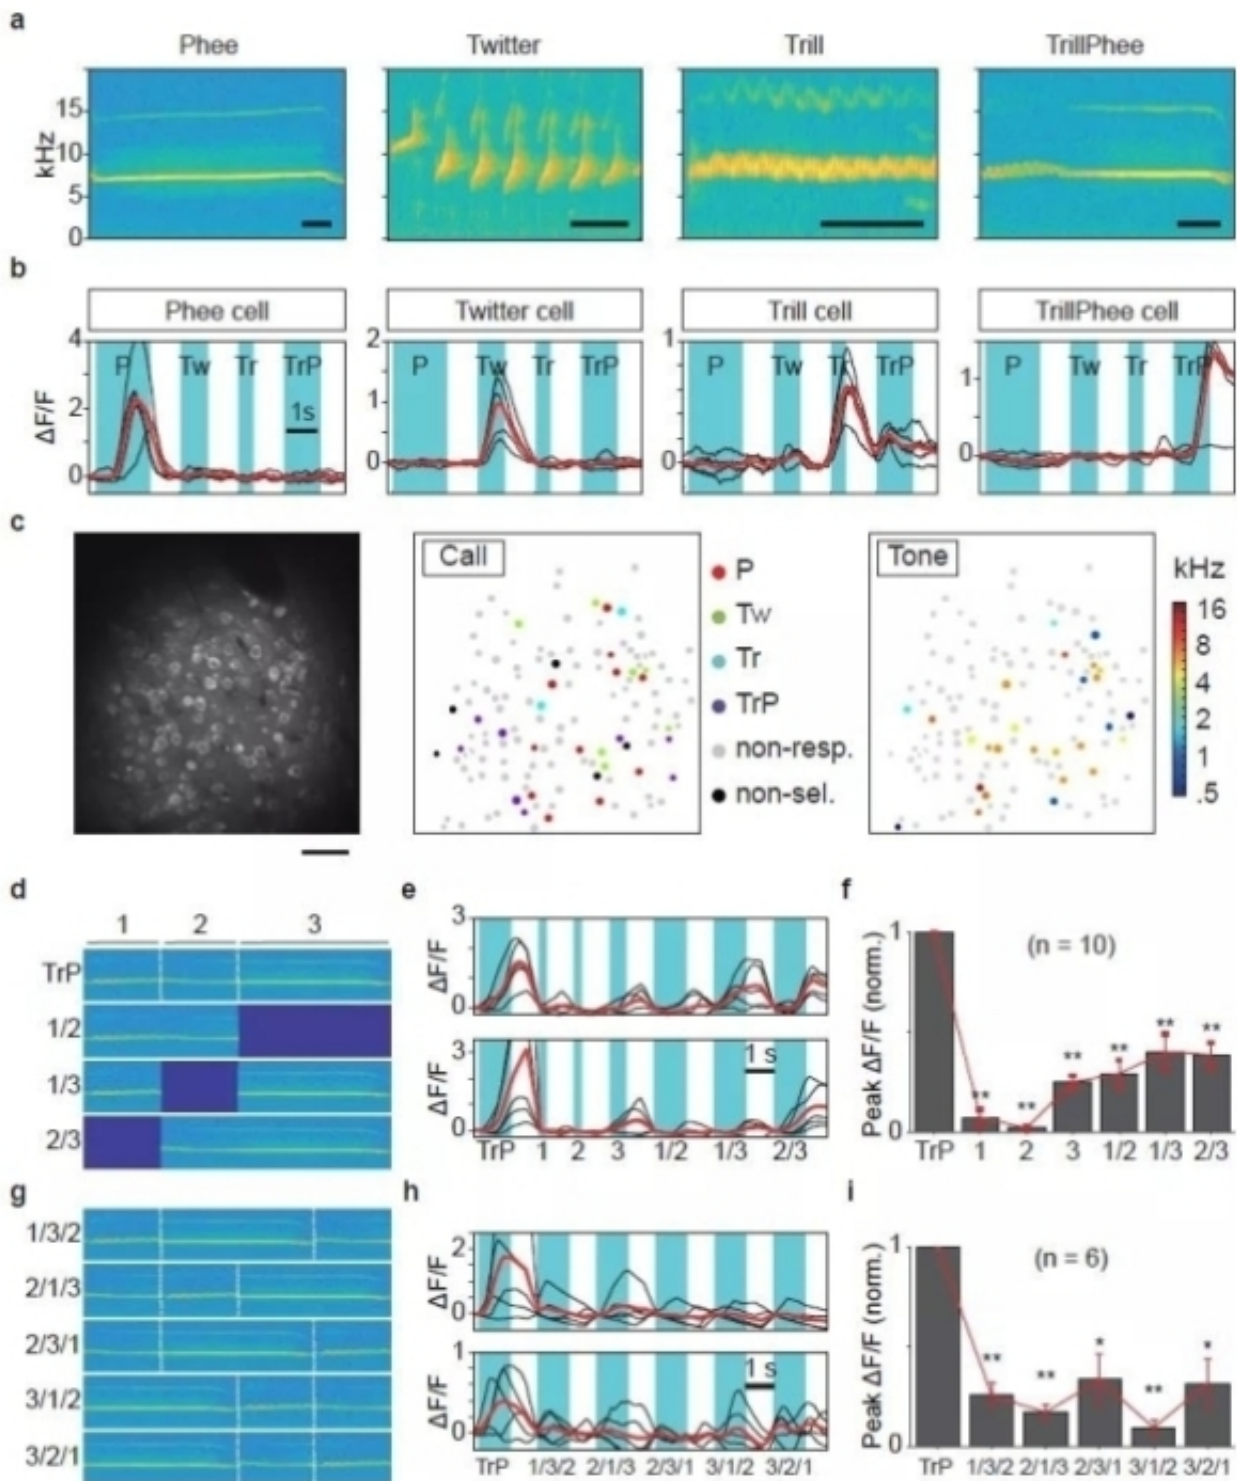 a
Phee Twitter Trill TrillPhee
kHz
15
10
5
0
b
Phee cell Twitter cell Trill cell TrillPhee cell
ΔF/F
4
2
0
P Tw Tr TrP
1s
2
1
0
P Tw Tr TrP
1
0
P Tw Tr TrP
1
0
P Tw Tr TrP
c
Call
P
Tw
Tr
TrP
non-resp.
non-sel.
Tone
kHz
16
8
4
2
1
.5
d
1 2 3
TrP
1/2
1/3
2/3
e
ΔF/F
3
0
ΔF/F
3
0
1 s
TrP 1 2 3 1/2 1/3 2/3
f
Peak ΔF/F (norm.)
1
0
(n = 10)
** ** ** ** ** **
TrP 1 2 3 1/2 1/3 2/3
g
1/3/2
2/1/3
2/3/1
3/1/2
3/2/1
h
ΔF/F
2
0
ΔF/F
1
0
1 s
TrP 1/3/2 2/1/3 2/3/1 3/1/2 3/2/1
i
Peak ΔF/F (norm.)
1
0
(n = 6)
** ** * ** *
TrP 1/3/2 2/1/3 2/3/1 3/1/2 3/2/1